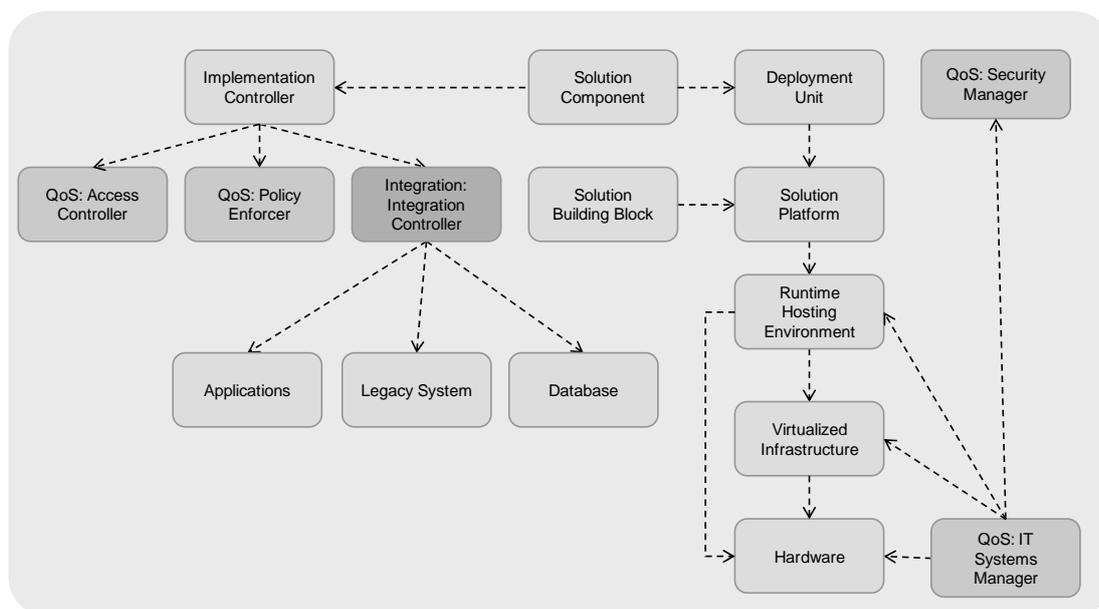 Implementation
Controller
Solution
Component
Deployment
Unit
QoS: Security
Manager
QoS: Access
Controller
QoS: Policy
Enforcer
Integration:
Integration
Controller
Solution
Building Block
Solution
Platform
Runtime
Hosting
Environment
Applications
Legacy System
Database
Virtualized
Infrastructure
Hardware
QoS: IT
Systems
Manager